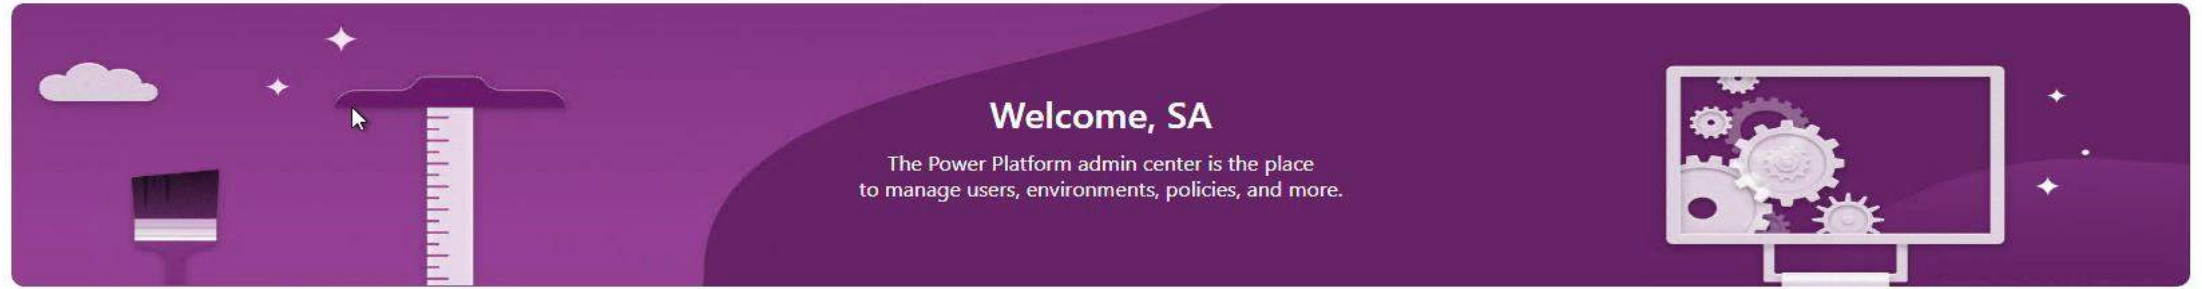 Welcome, SA
The Power Platform admin center is the place
to manage users, environments, policies, and more.